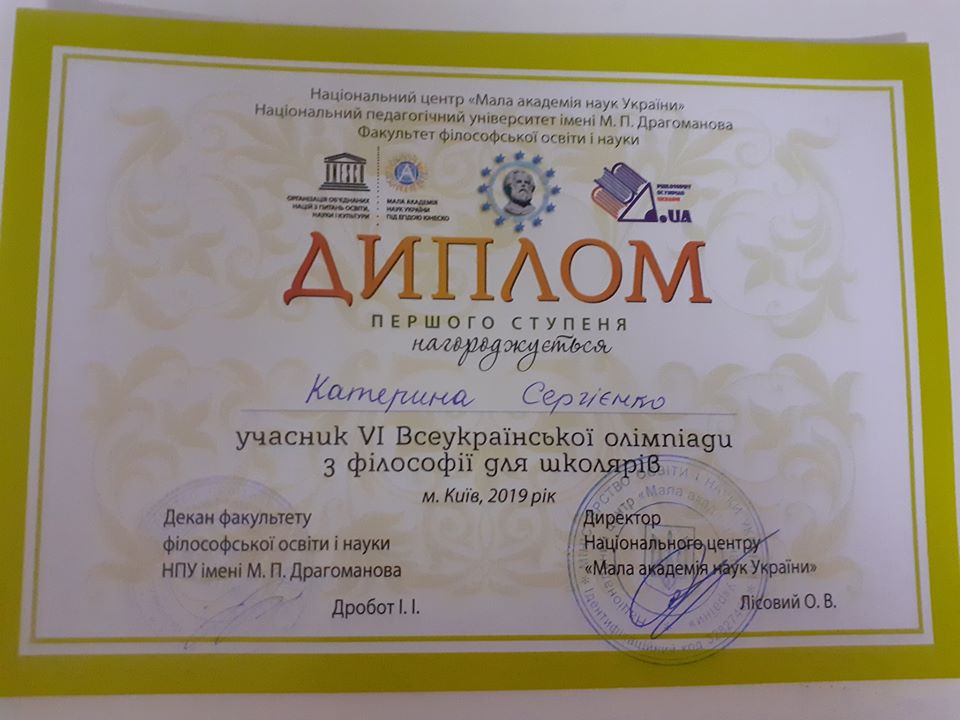 Національний центр «Мала академія наук України»
Національний педагогічний університет імені М. П. Драгоманова
Факультет філософської освіти і науки
ОРГАНІЗАЦІЯ ОБ'ЄДНАНИХ
НАЦІЙ З ПИТАНЬ ОСВІТИ,
НАУКИ І КУЛЬТУРИ
МАЛА АКАДЕМІЯ
НАУК УКРАЇНИ
ПІД ЕГІДОЮ ЮНЕСКО
PHILOSOPHY
UKRAINE
.UA
ДИПЛОМ
ПЕРШОГО СТУПЕНЯ
нагороджується
Катерина Сергієнко
учасник VI Всеукраїнської олімпіади
з філософії для школярів
м. Київ, 2019 рік
Декан факультету
філософської освіти і науки
НПУ імені М. П. Драгоманова
Дробот І. І.
Директор
Національного центру
«Мала академія наук України»
Лісовий О. В.